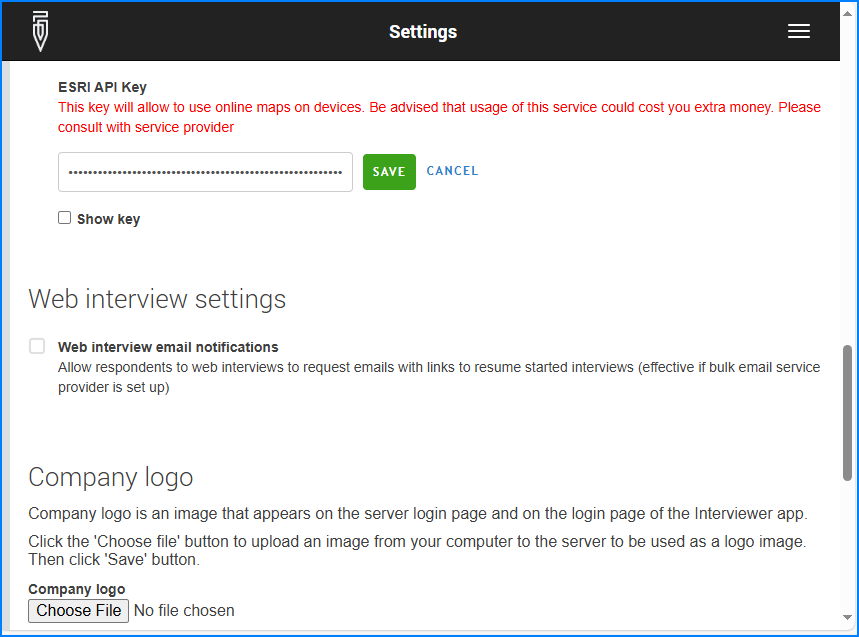 Settings
ESRI API Key
This key will allow to use online maps on devices. Be advised that usage of this service could cost you extra money. Please
consult with service provider
SAVE CANCEL
Show key
Web interview settings
Web interview email notifications
Allow respondents to web interviews to request emails with links to resume started interviews (effective if bulk email service
provider is set up)
Company logo
Company logo is an image that appears on the server login page and on the login page of the Interviewer app.
Click the 'Choose file' button to upload an image from your computer to the server to be used as a logo image.
Then click 'Save' button.
Company logo
Choose File No file chosen